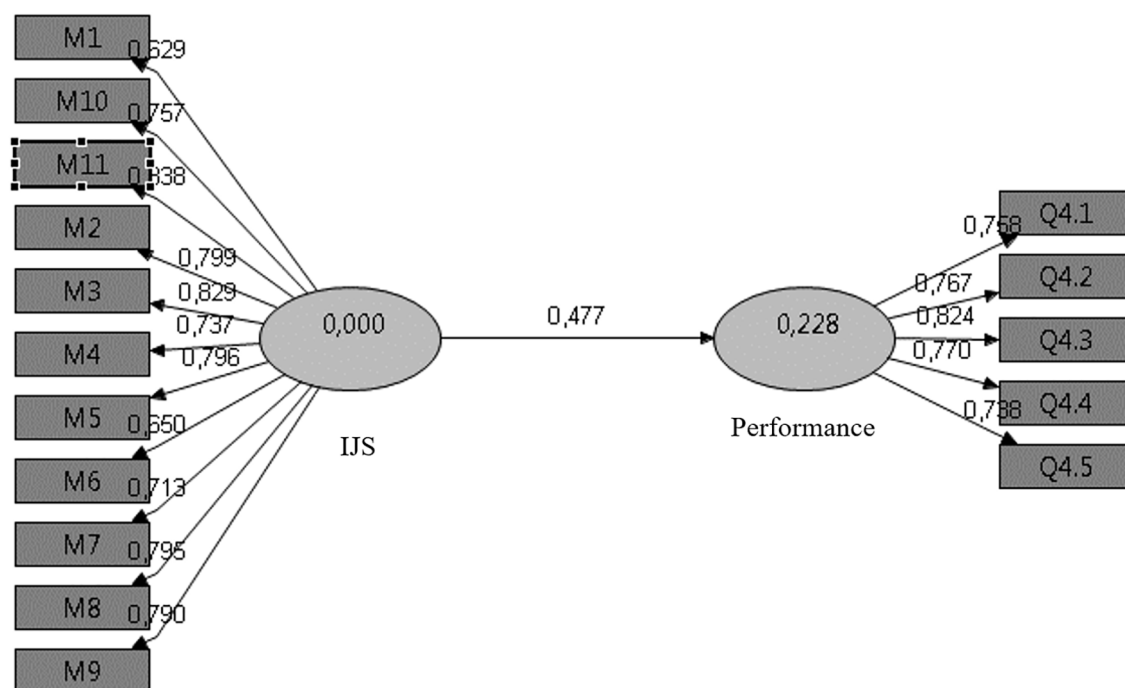 M1
0,629
M10
0,757
M11
0,838
M2
0,799
M3
0,829
M4
0,737
M5
0,796
M6
0,650
M7
0,713
M8
0,795
M9
0,790
0,000
IJS
0,477
0,228
Performance
Q4.1
0,768
Q4.2
0,767
Q4.3
0,824
Q4.4
0,770
Q4.5
0,738